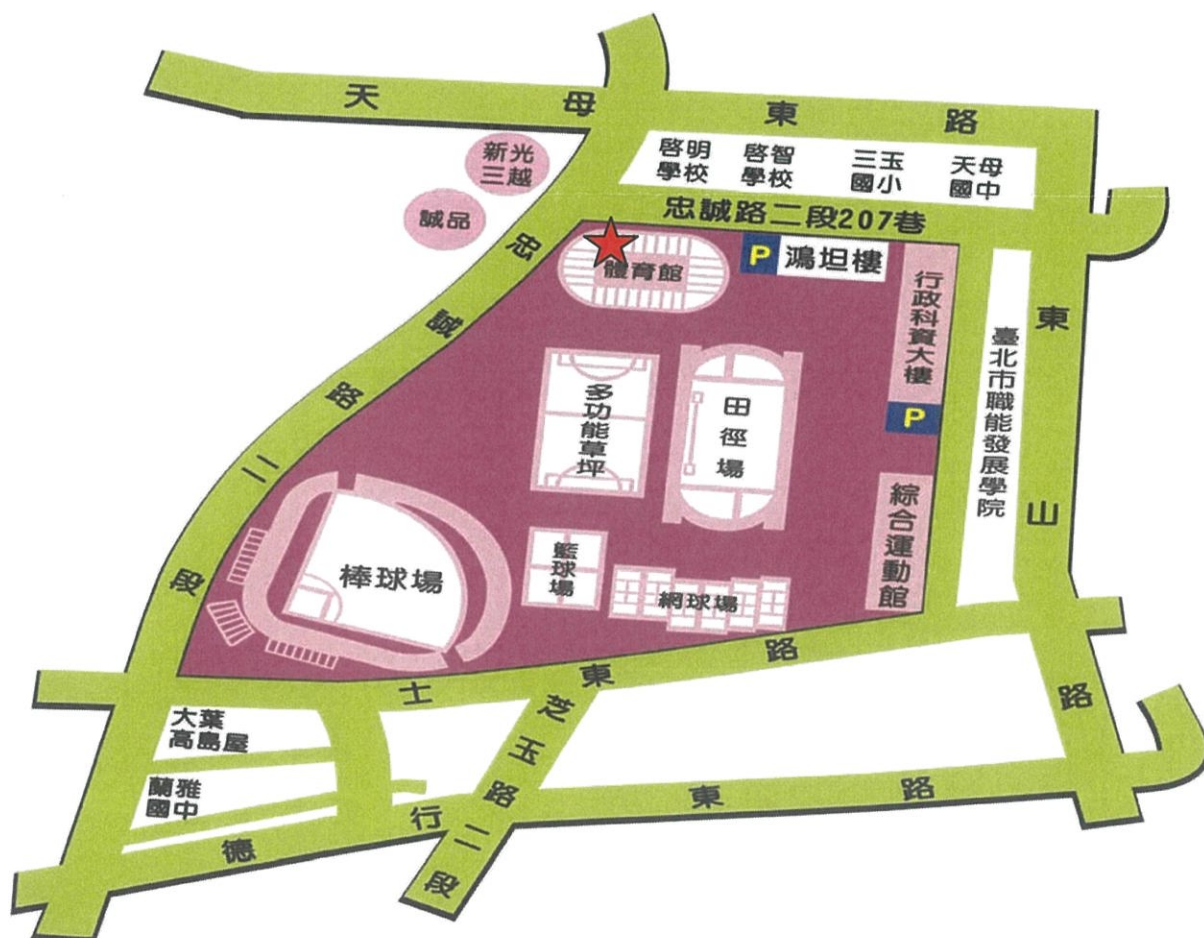 天母東路
新光
三越
誠品
啓明
學校
啓智
學校
三玉
國小
天母
國中
忠誠路二段207巷
忠誠路二段
體育館
P
鴻坦樓
行政科資大樓
P
臺北市職能發展學院
東山路
多功能草坪
田徑場
綜合運動館
棒球場
籃球場
網球場
士東路
芝玉路二段
大葉
高島屋
蘭雅
國中
德行東路